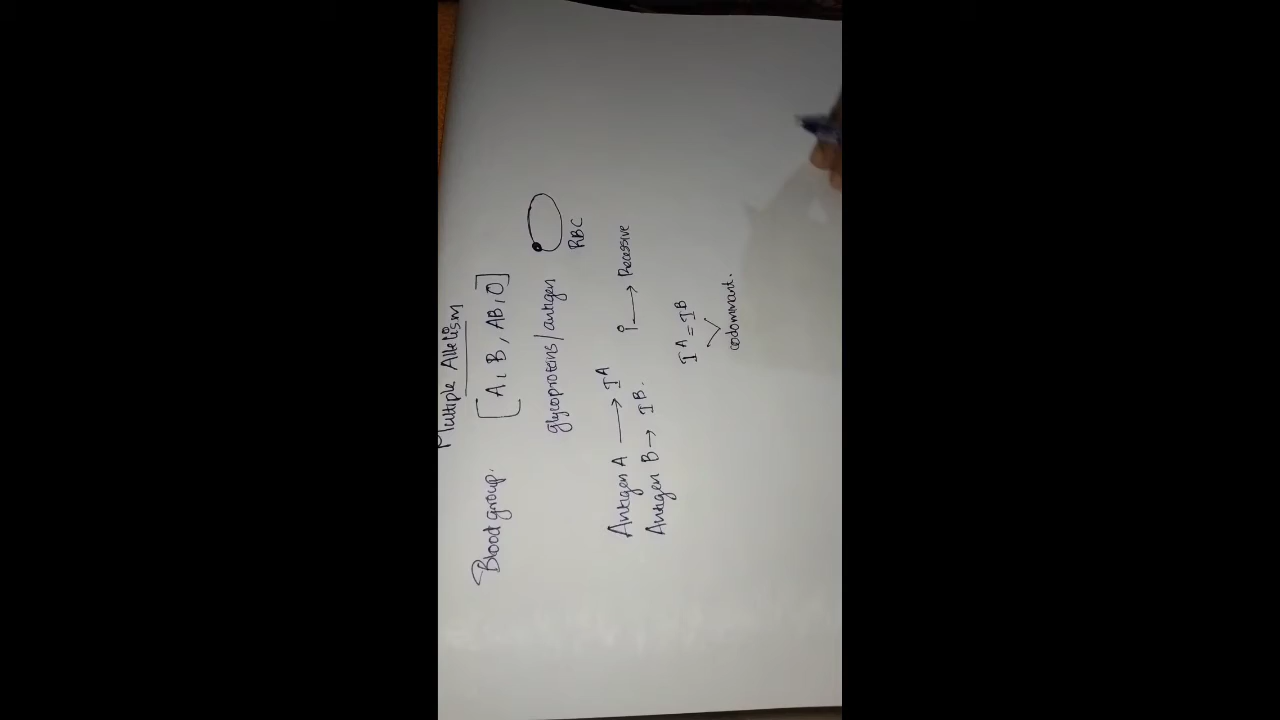 Multiple Allelism
Blood group. [A, B, AB, O]
glycoproteins/antigen RBC
Antigen A → I^A i → Recessive
Antigen B → I^B.
I^A = I^B
codominant.